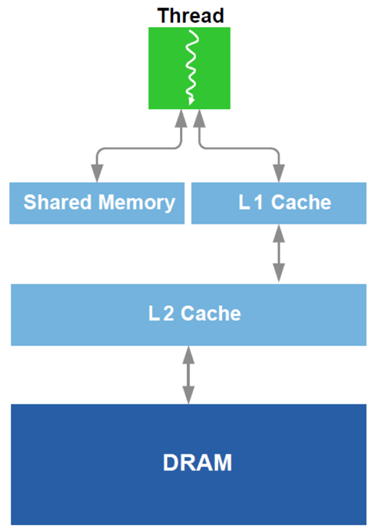 Thread
Shared Memory
L1 Cache
L2 Cache
DRAM